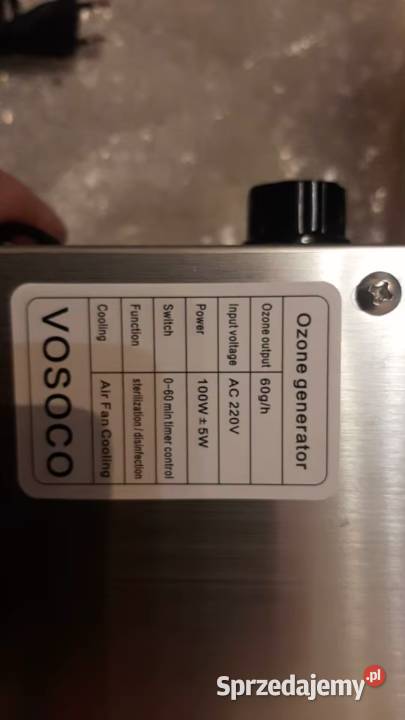 Ozone generator
Ozone output 60g/h
Input voltage AC 220V
Power 100W±5W
Switch 0-60 min timer control
Function sterilization/disinfection
Cooling Air Fan Cooling
VOSOCO
Sprzedajemy.pl